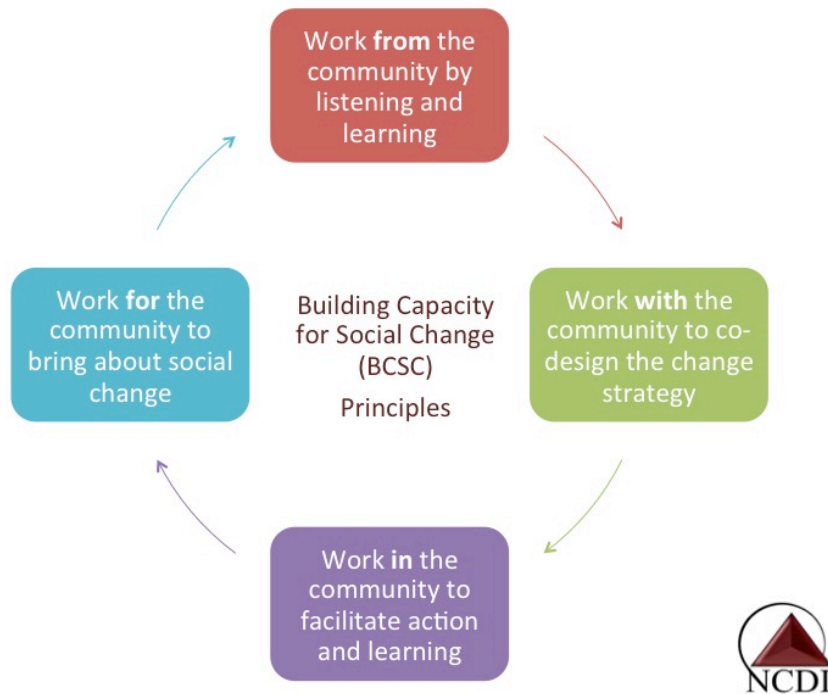 Work from the
community by
listening and
learning
Work for the
community to
bring about social
change
Building Capacity
for Social Change
(BCSC)
Principles
Work with the
community to co-
design the change
strategy
Work in the
community to
facilitate action
and learning
NCDI